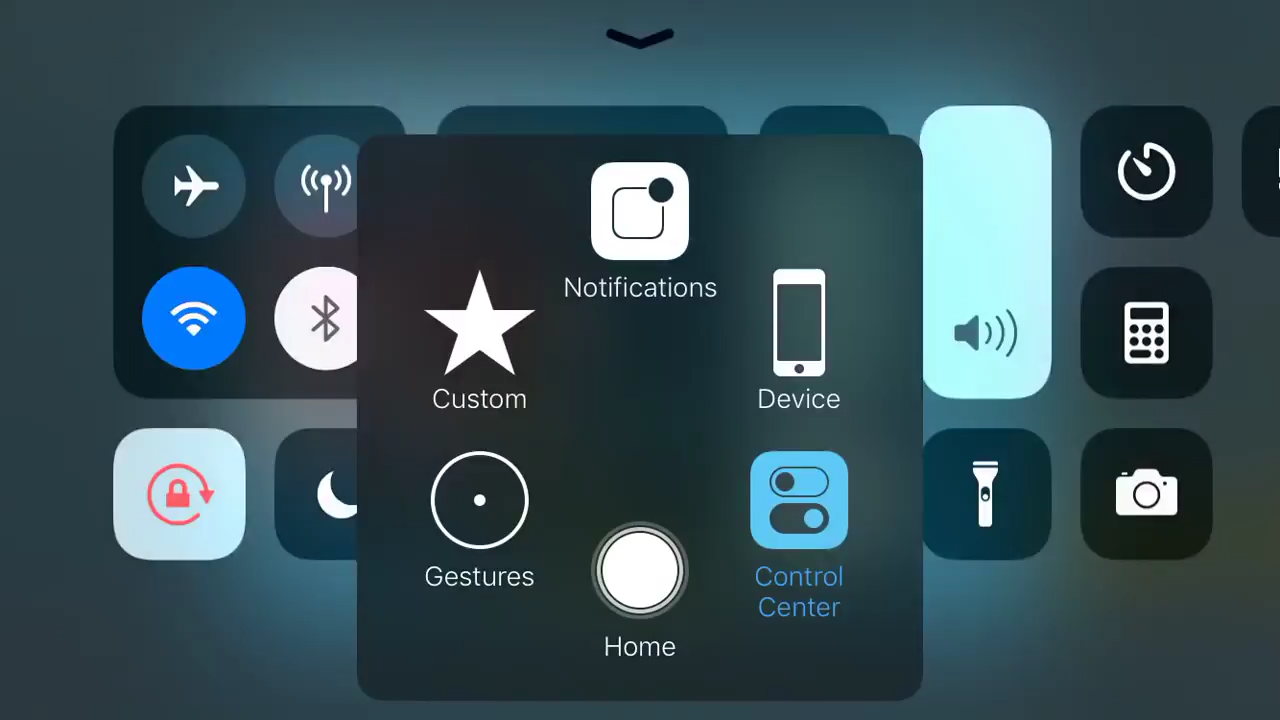 Notifications
Custom
Device
Gestures
Control
Center
Home